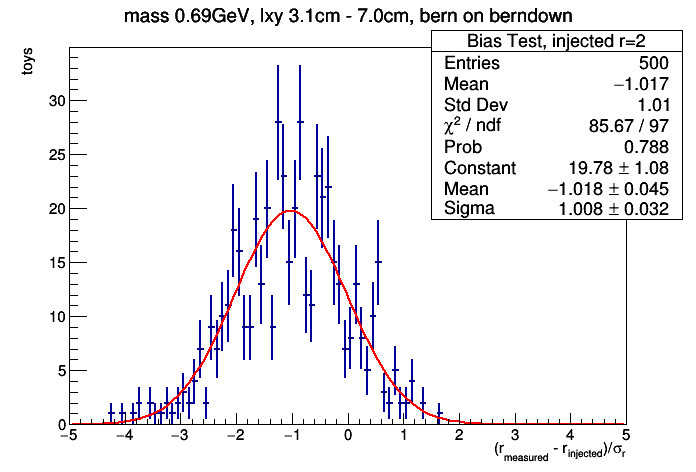 mass 0.69GeV, lxy 3.1cm - 7.0cm, bern on berndown
Bias Test, injected r=2
Entries 500
Mean −1.017
Std Dev 1.01
χ² / ndf 85.67 / 97
Prob 0.788
Constant 19.78 ± 1.08
Mean −1.018 ± 0.045
Sigma 1.008 ± 0.032
toys
30
25
20
15
10
5
0
−5 −4 −3 −2 −1 0 1 2 3 4 5
(r_measured - r_injected)/σ_r